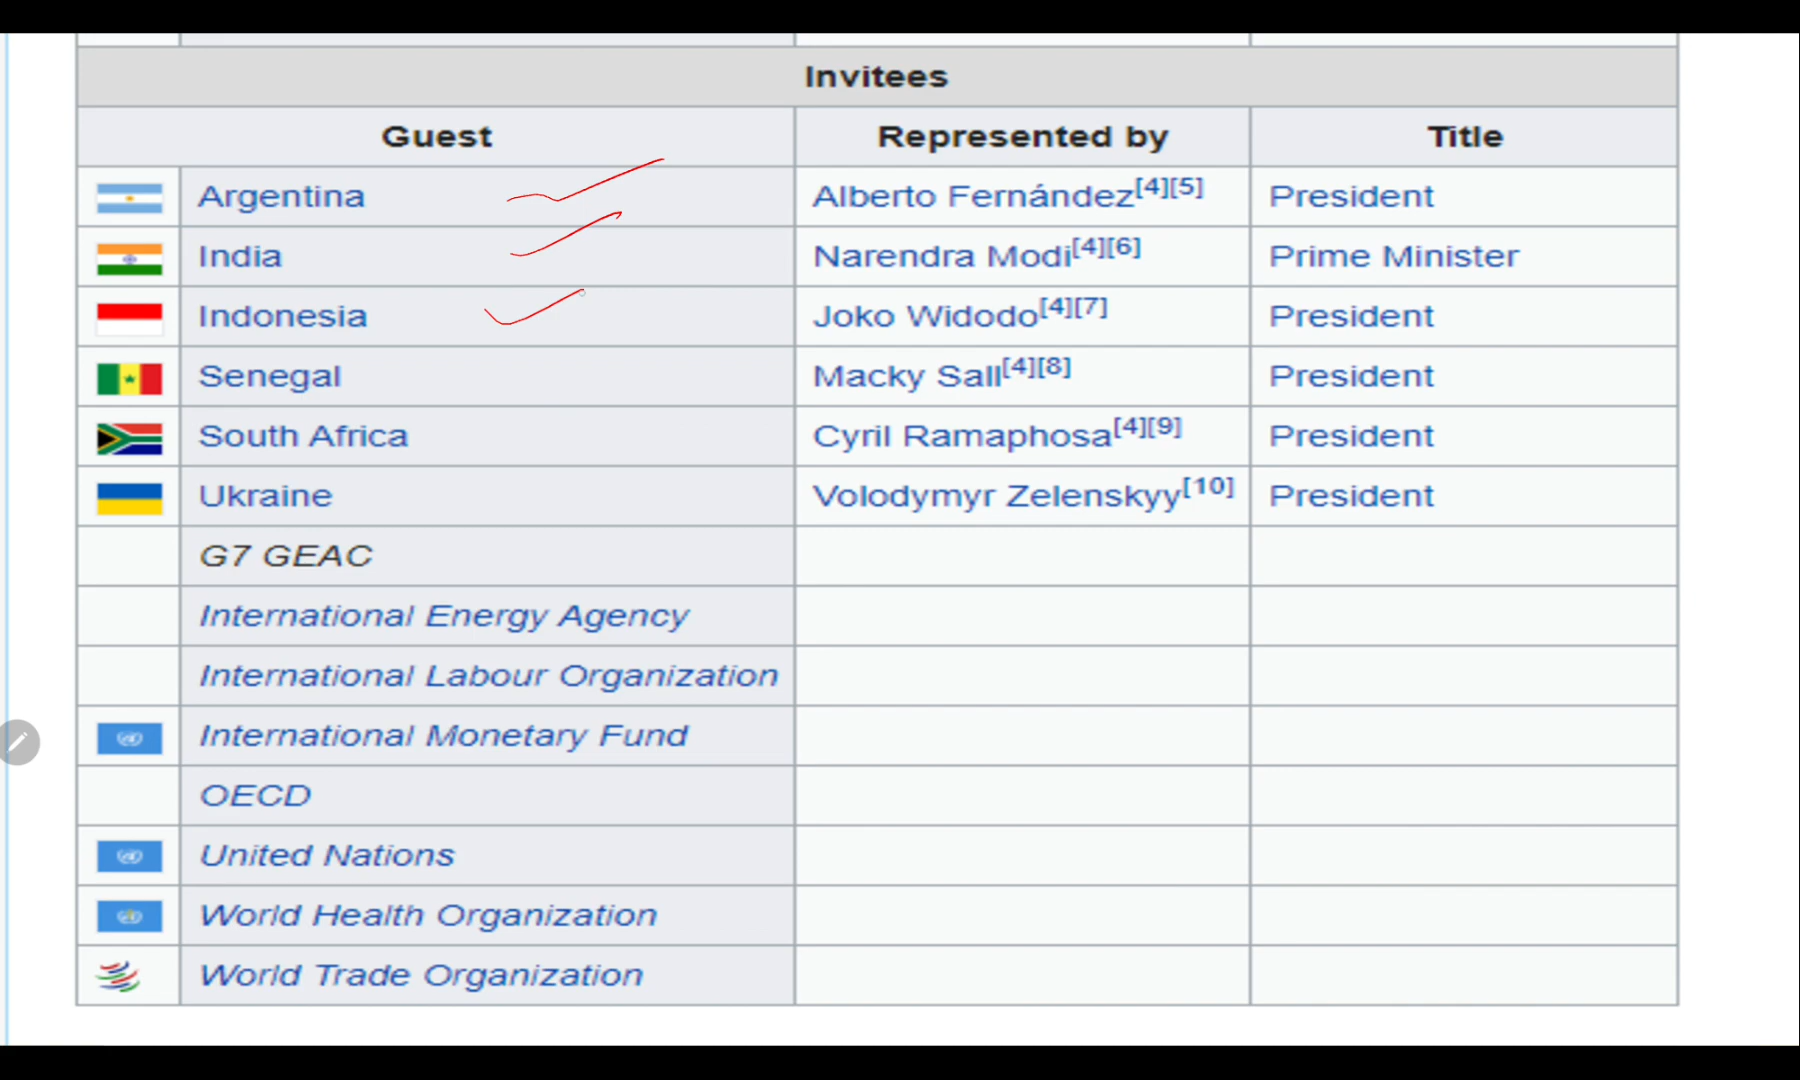 Invitees
Guest Represented by Title
Argentina Alberto Fernández[4][5] President
India Narendra Modi[4][6] Prime Minister
Indonesia Joko Widodo[4][7] President
Senegal Macky Sall[4][8] President
South Africa Cyril Ramaphosa[4][9] President
Ukraine Volodymyr Zelenskyy[10] President
G7 GEAC
International Energy Agency
International Labour Organization
International Monetary Fund
OECD
United Nations
World Health Organization
World Trade Organization